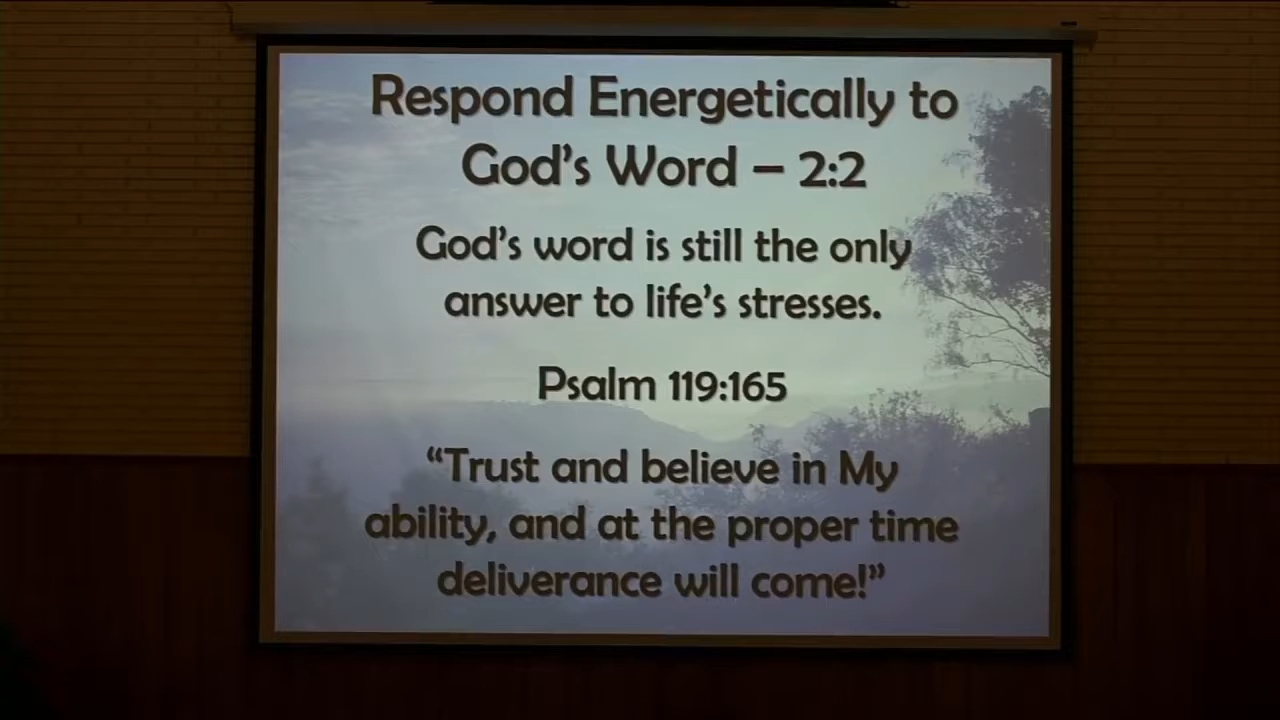 Respond Energetically to
God's Word – 2:2
God's word is still the only
answer to life's stresses.
Psalm 119:165
“Trust and believe in My
ability, and at the proper time
deliverance will come!”